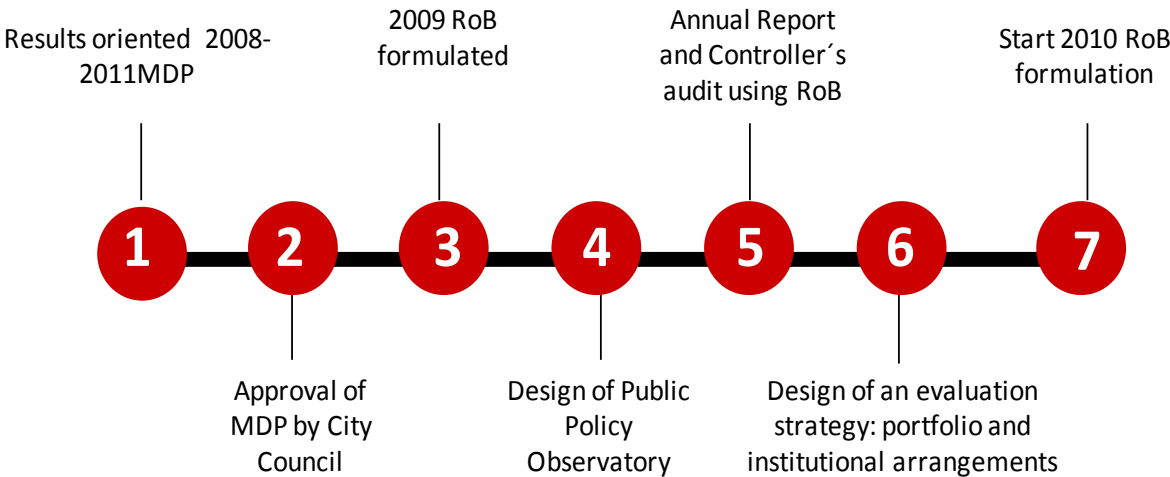 Results oriented 2008-
2011MDP
2009 RoB
formulated
Annual Report
and Controller´s
audit using RoB
Start 2010 RoB
formulation
1
2
3
4
5
6
7
Approval of
MDP by City
Council
Design of Public
Policy
Observatory
Design of an evaluation
strategy: portfolio and
institutional arrangements